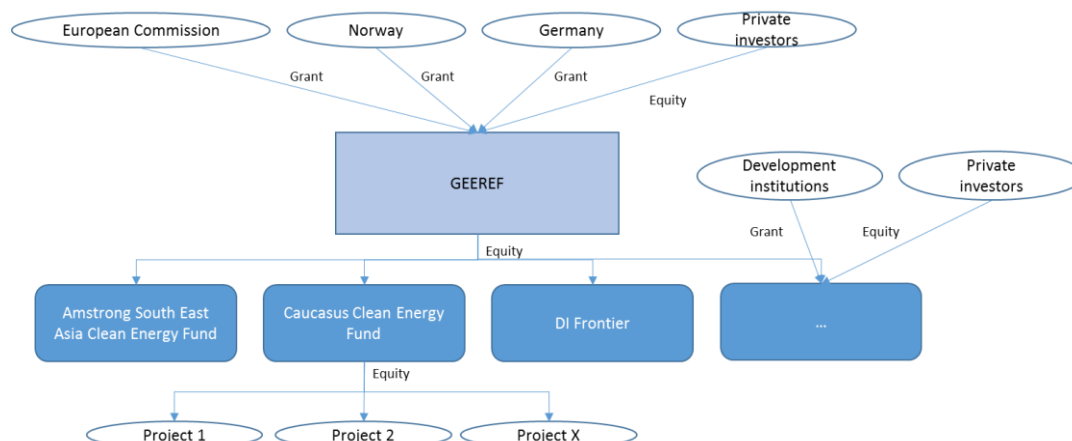 European Commission
Norway
Germany
Private
investors
Grant
Grant
Grant
Equity
GEEREF
Development
institutions
Private
investors
Grant
Equity
Equity
Amstrong South East
Asia Clean Energy Fund
Caucasus Clean Energy
Fund
DI Frontier
...
Equity
Project 1
Project 2
Project X